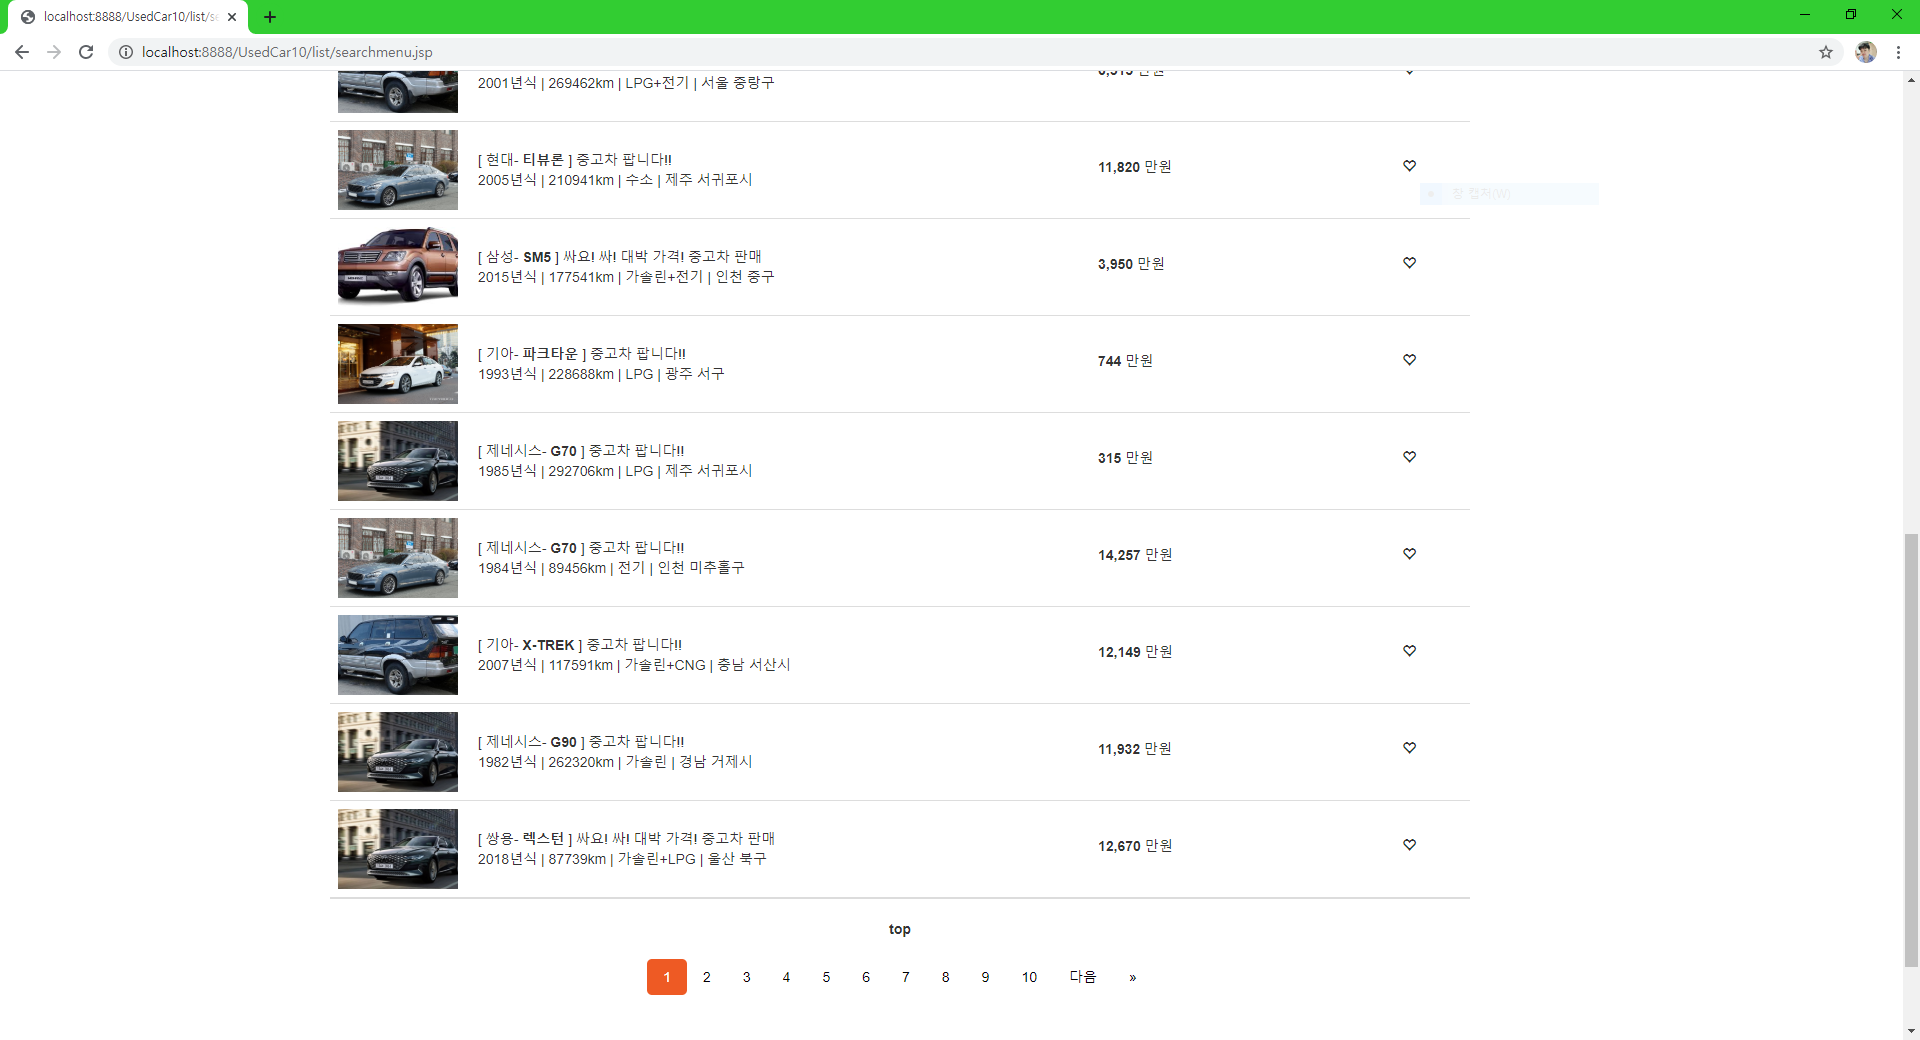 localhost:8888/UsedCar10/list/se
localhost:8888/UsedCar10/list/searchmenu.jsp
만원
2001년식 | 269462km | LPG+전기 | 서울 중랑구
[ 현대- 티뷰론 ] 중고차 팝니다!!
11,820 만원
2005년식 | 210941km | 수소 | 제주 서귀포시
창 캡처(W)
[ 삼성- SM5 ] 싸요! 싸! 대박 가격! 중고차 판매
3,950 만원
2015년식 | 177541km | 가솔린+전기 | 인천 중구
[ 기아- 파크타운 ] 중고차 팝니다!!
744 만원
1993년식 | 228688km | LPG | 광주 서구
[ 제네시스- G70 ] 중고차 팝니다!!
315 만원
1985년식 | 292706km | LPG | 제주 서귀포시
[ 제네시스- G70 ] 중고차 팝니다!!
14,257 만원
1984년식 | 89456km | 전기 | 인천 미추홀구
[ 기아- X-TREK ] 중고차 팝니다!!
12,149 만원
2007년식 | 117591km | 가솔린+CNG | 충남 서산시
[ 제네시스- G90 ] 중고차 팝니다!!
11,932 만원
1982년식 | 262320km | 가솔린 | 경남 거제시
[ 쌍용- 렉스턴 ] 싸요! 싸! 대박 가격! 중고차 판매
12,670 만원
2018년식 | 87739km | 가솔린+LPG | 울산 북구
top
1 2 3 4 5 6 7 8 9 10 다음 »